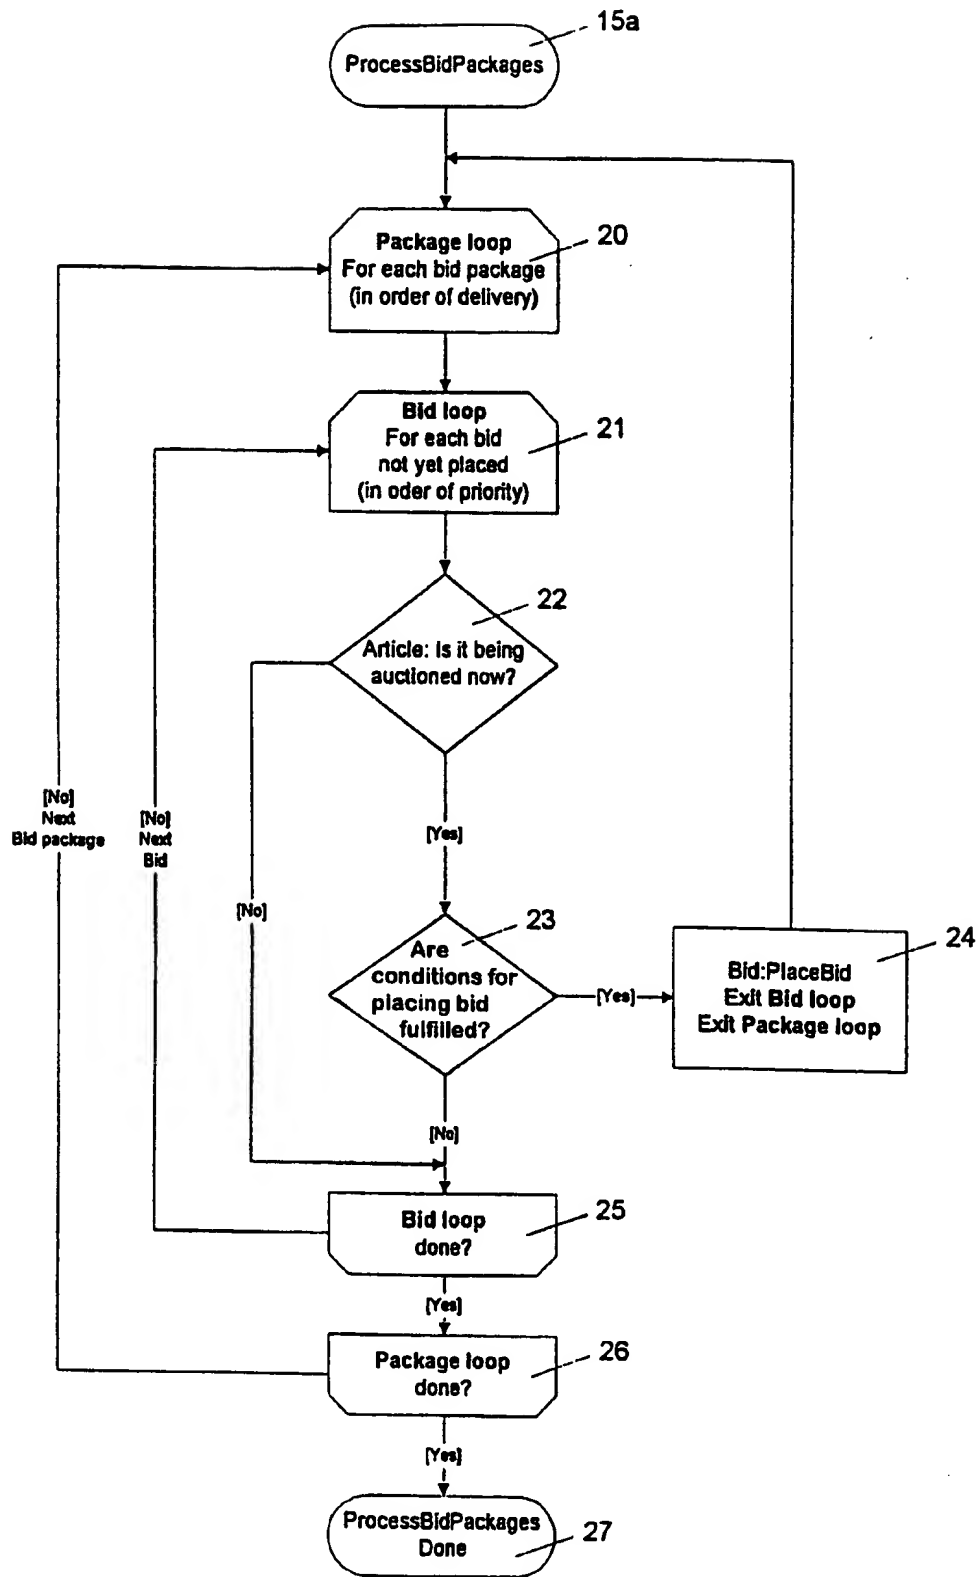 15a
ProcessBidPackages
20
Package loop
For each bid package
(in order of delivery)
21
Bid loop
For each bid
not yet placed
(in oder of priority)
22
Article: Is it being
auctioned now?
[No]
Next
Bid package
[No]
Next
Bid
[Yes]
[No]
23
Are
conditions for
placing bid
fulfilled?
[Yes]
24
Bid:PlaceBid
Exit Bid loop
Exit Package loop
[No]
25
Bid loop
done?
[Yes]
26
Package loop
done?
[Yes]
ProcessBidPackages
Done
27